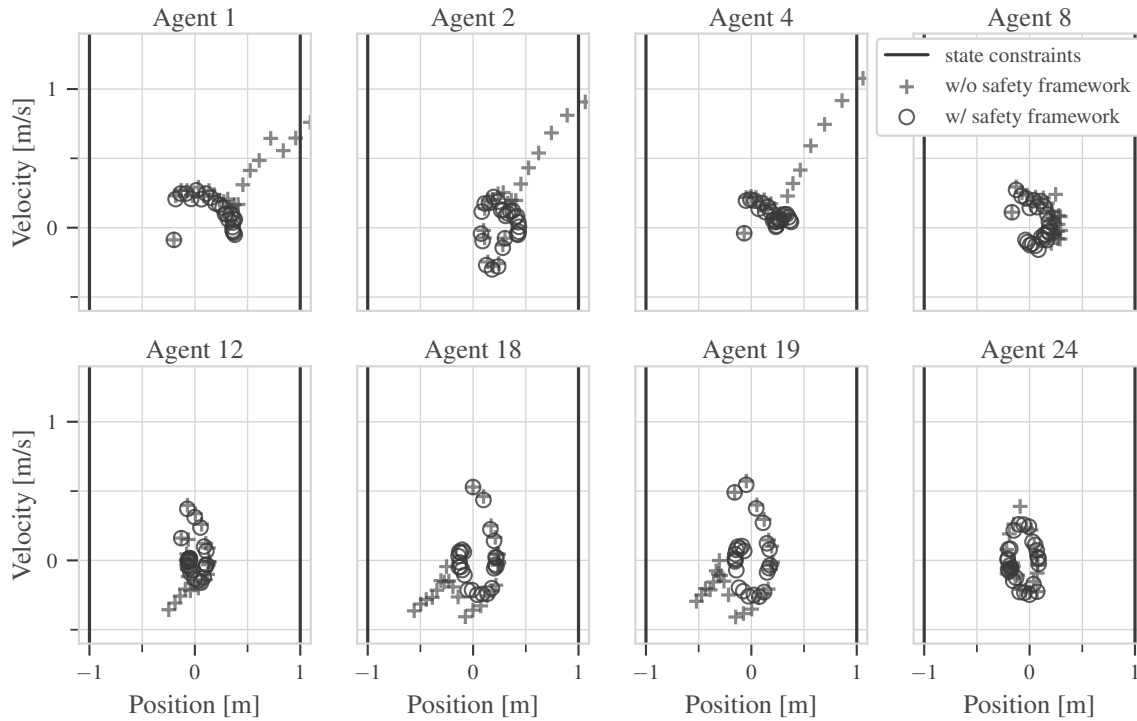 Agent 1
Agent 2
Agent 4
Agent 8
state constraints
w/o safety framework
w/ safety framework
1
0
Velocity [m/s]
Agent 12
Agent 18
Agent 19
Agent 24
1
0
Velocity [m/s]
−1 0 1
−1 0 1
−1 0 1
−1 0 1
Position [m]
Position [m]
Position [m]
Position [m]